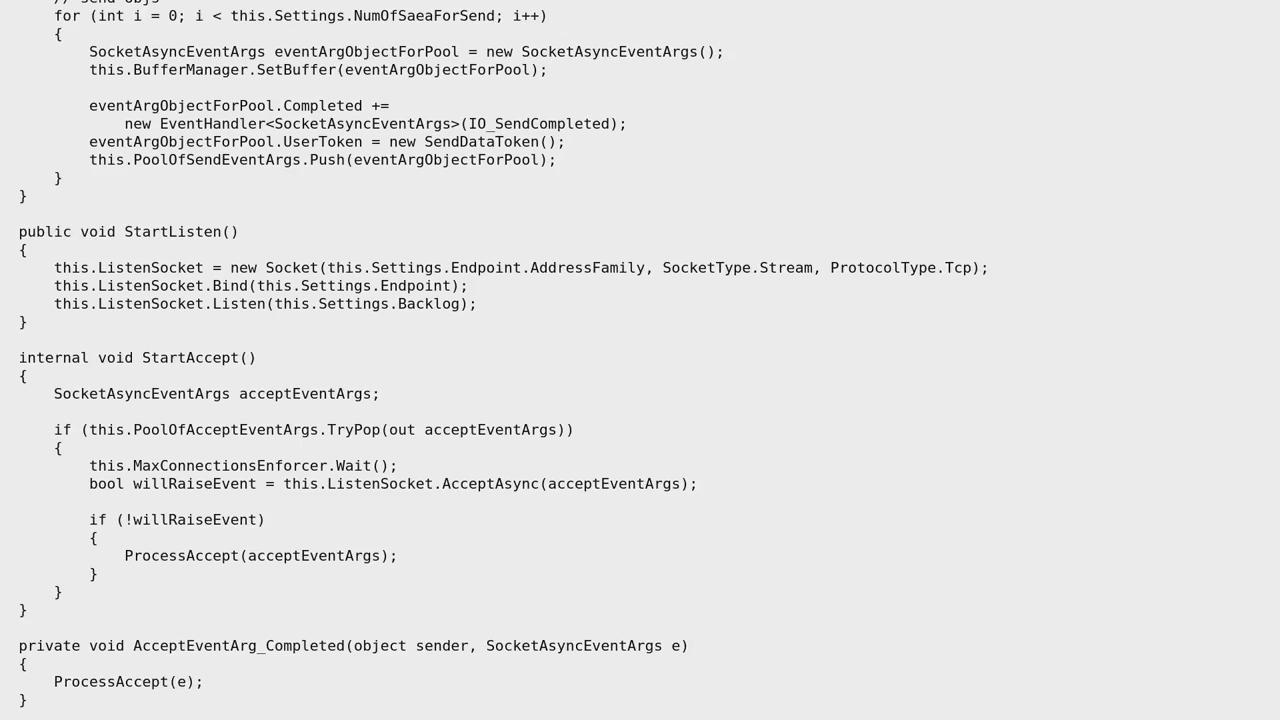 // send objs
for (int i = 0; i < this.Settings.NumOfSaeaForSend; i++)
{
SocketAsyncEventArgs eventArgObjectForPool = new SocketAsyncEventArgs();
this.BufferManager.SetBuffer(eventArgObjectForPool);
eventArgObjectForPool.Completed +=
new EventHandler<SocketAsyncEventArgs>(IO_SendCompleted);
eventArgObjectForPool.UserToken = new SendDataToken();
this.PoolOfSendEventArgs.Push(eventArgObjectForPool);
}
}
public void StartListen()
{
this.ListenSocket = new Socket(this.Settings.Endpoint.AddressFamily, SocketType.Stream, ProtocolType.Tcp);
this.ListenSocket.Bind(this.Settings.Endpoint);
this.ListenSocket.Listen(this.Settings.Backlog);
}
internal void StartAccept()
{
SocketAsyncEventArgs acceptEventArgs;
if (this.PoolOfAcceptEventArgs.TryPop(out acceptEventArgs))
{
this.MaxConnectionsEnforcer.Wait();
bool willRaiseEvent = this.ListenSocket.AcceptAsync(acceptEventArgs);
if (!willRaiseEvent)
{
ProcessAccept(acceptEventArgs);
}
}
}
private void AcceptEventArg_Completed(object sender, SocketAsyncEventArgs e)
{
ProcessAccept(e);
}